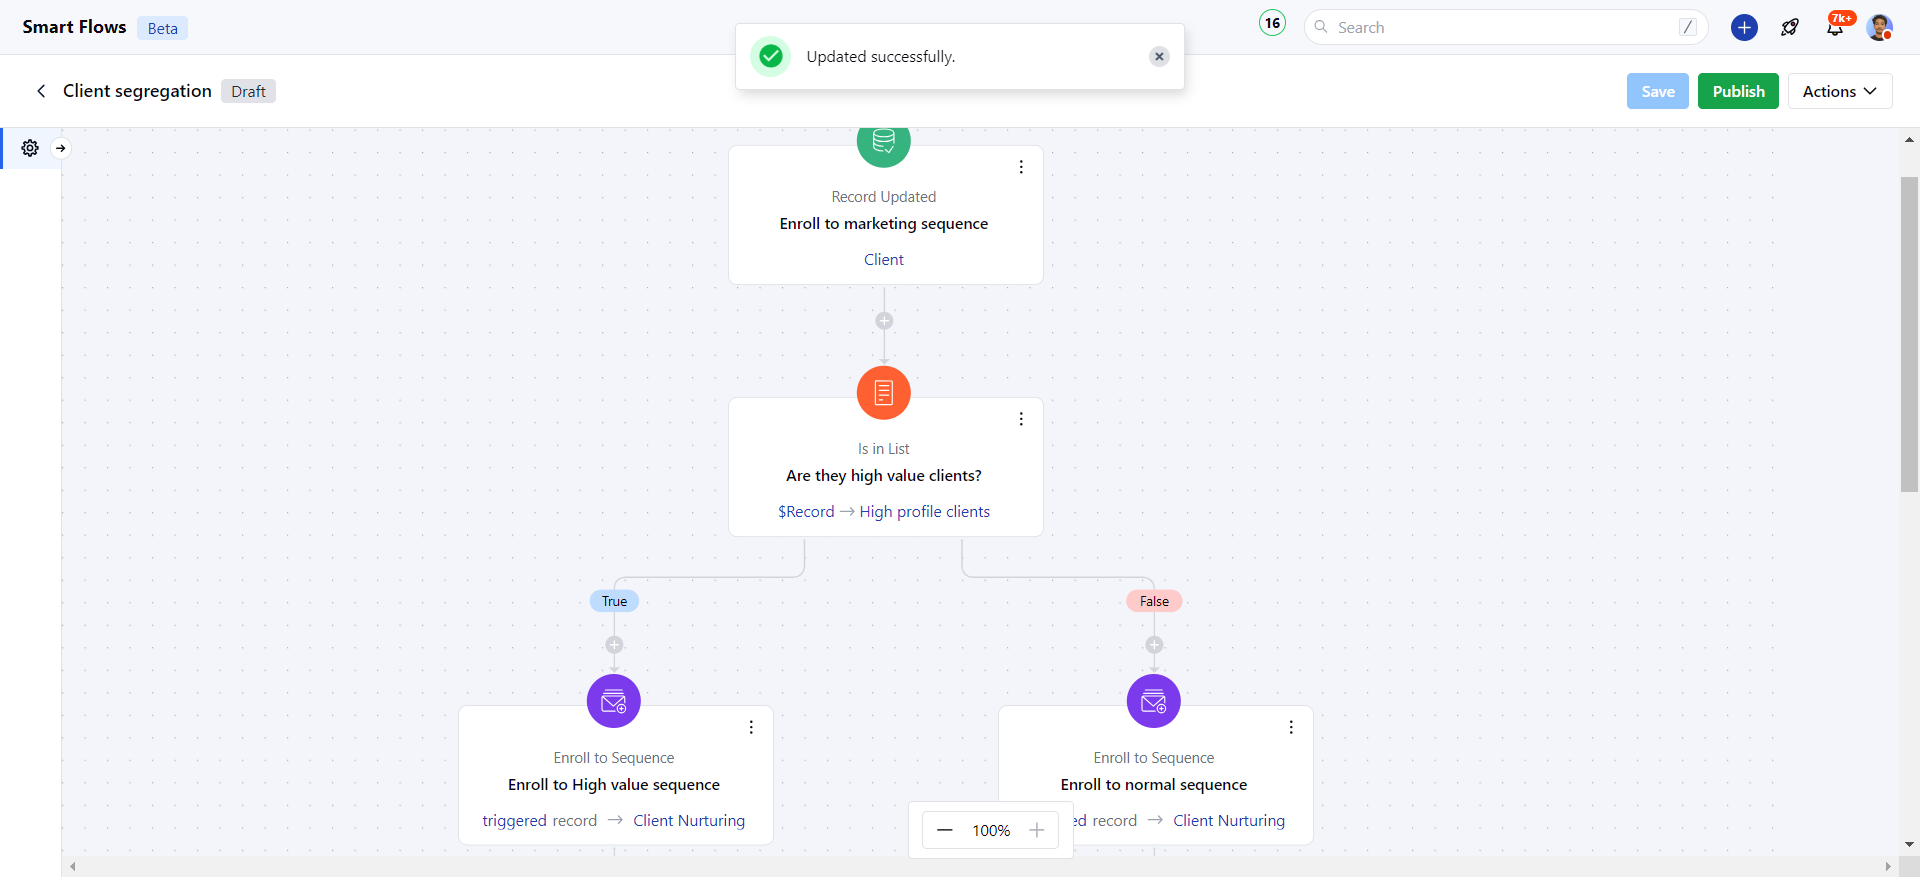 Smart Flows
Beta
Updated successfully.
16
Search
/
7k+
Client segregation
Draft
Save
Publish
Actions
Record Updated
Enroll to marketing sequence
Client
Is in List
Are they high value clients?
$Record → High profile clients
True
False
Enroll to Sequence
Enroll to High value sequence
triggered record → Client Nurturing
Enroll to Sequence
Enroll to normal sequence
ed record → Client Nurturing
100%